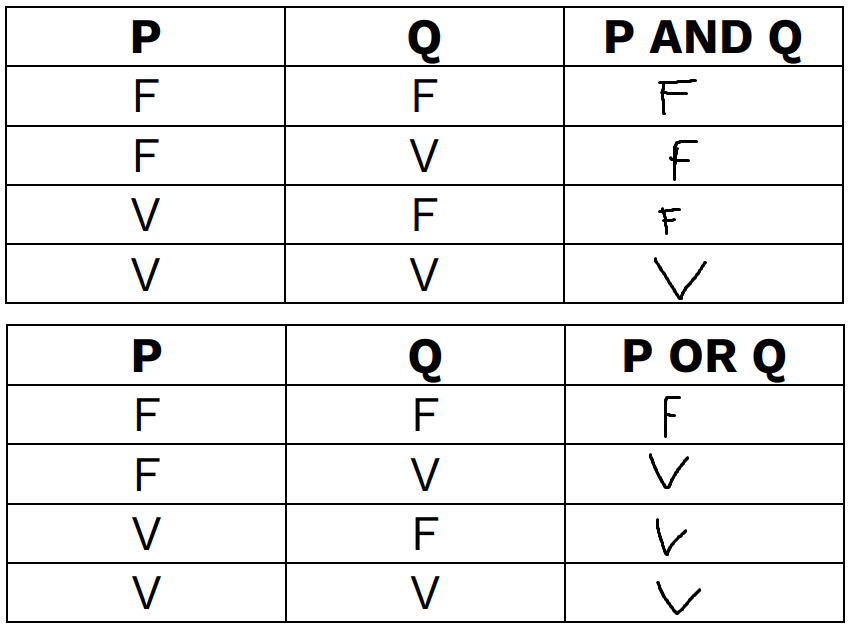 P Q P AND Q
F F F
F V F
V F F
V V V
P Q P OR Q
F F F
F V V
V F V
V V V